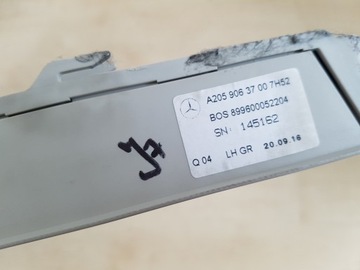 A205 906 37 00 7H52
BOS 899600052204
SN: 145162
Q 04 LH GR 20.09.16